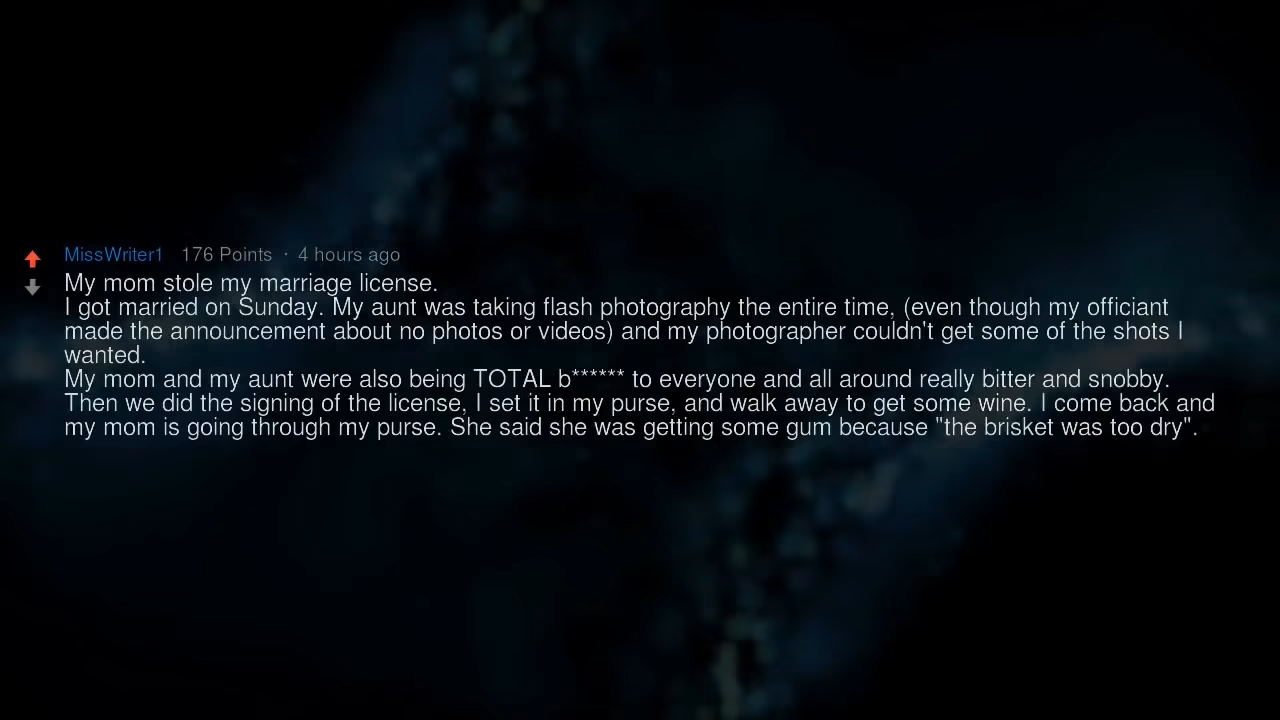 MissWriter1 176 Points · 4 hours ago
My mom stole my marriage license.
I got married on Sunday. My aunt was taking flash photography the entire time, (even though my officiant
made the announcement about no photos or videos) and my photographer couldn't get some of the shots I
wanted.
My mom and my aunt were also being TOTAL b****** to everyone and all around really bitter and snobby.
Then we did the signing of the license, I set it in my purse, and walk away to get some wine. I come back and
my mom is going through my purse. She said she was getting some gum because "the brisket was too dry".